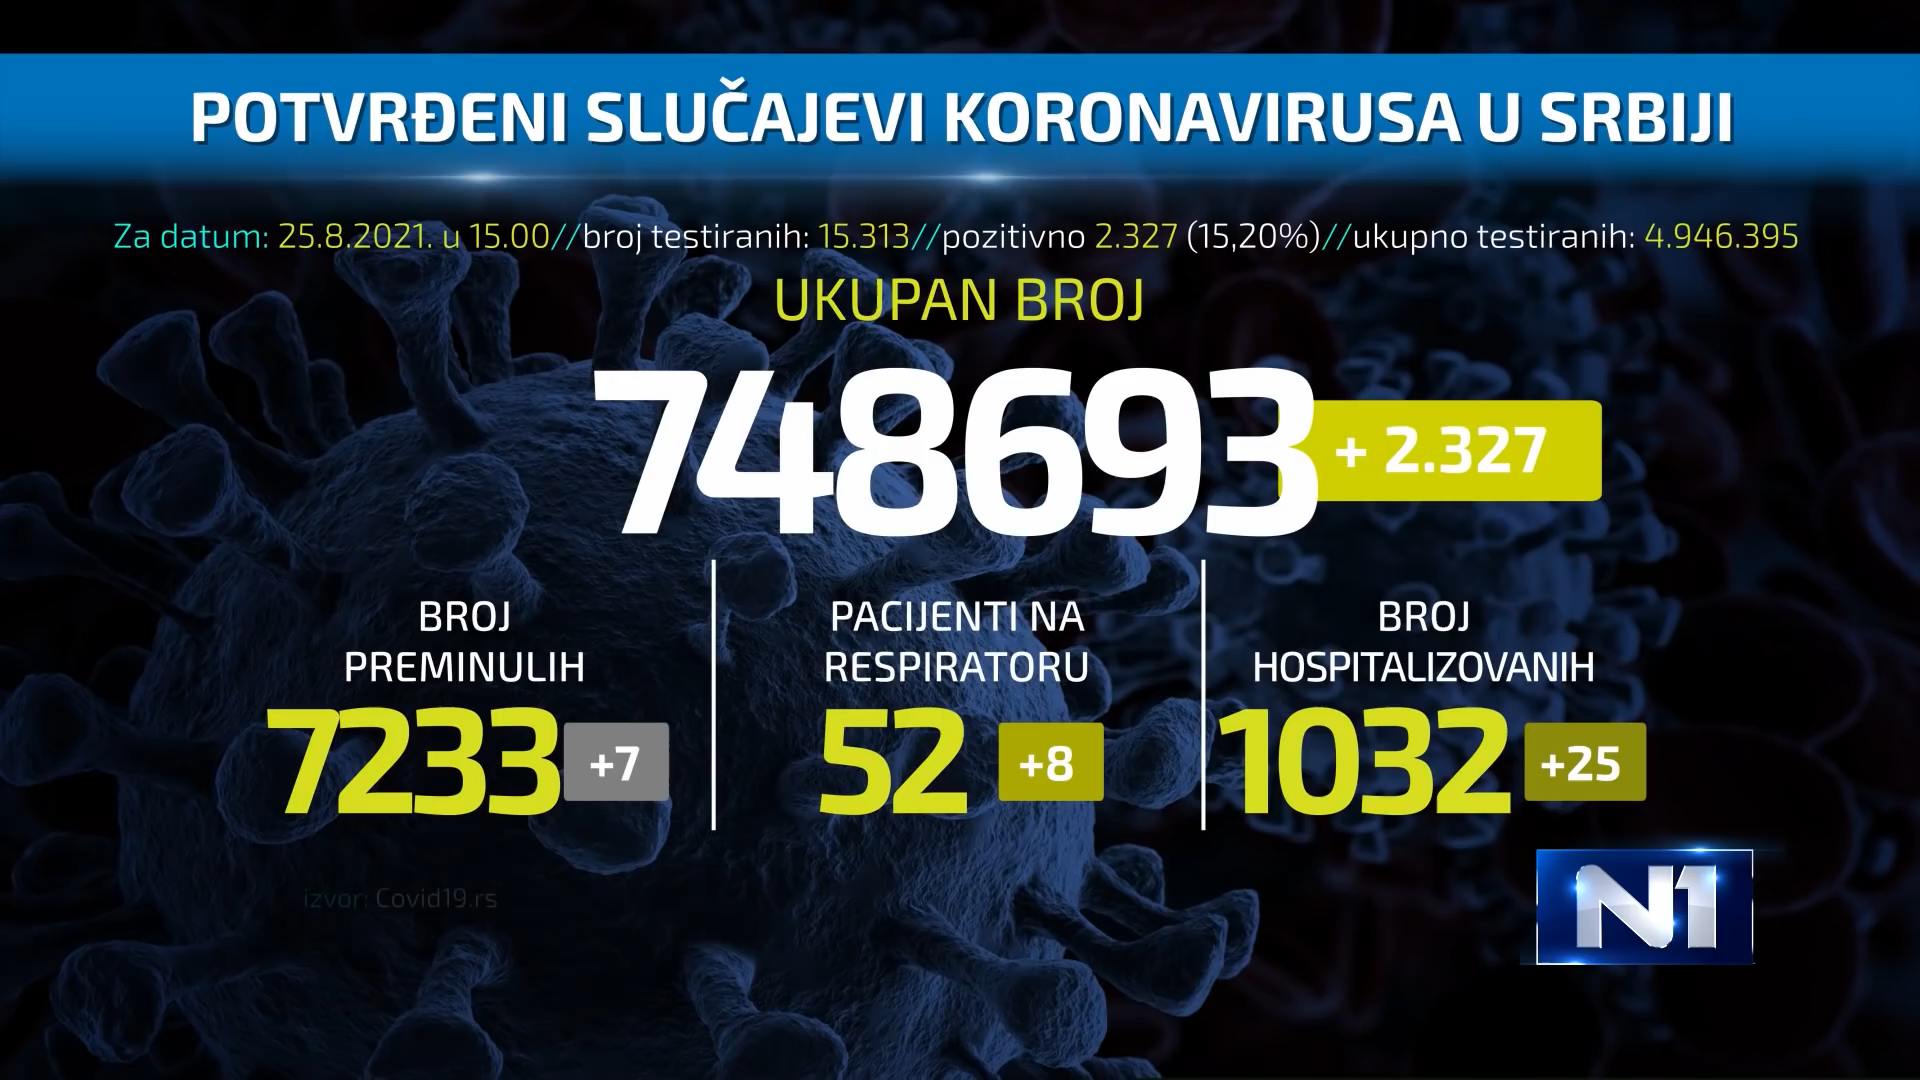 POTVRĐENI SLUČAJEVI KORONAVIRUSA U SRBIJI
Za datum: 25.8.2021. u 15.00//broj testiranih: 15.313//pozitivno 2.327 (15,20%)//ukupno testiranih: 4.946.395
UKUPAN BROJ
748693 + 2.327
BROJ
PREMINULIH
7233 +7
PACIJENTI NA
RESPIRATORU
52 +8
BROJ
HOSPITALIZOVANIH
1032 +25
izvor: Covid19.rs
N1